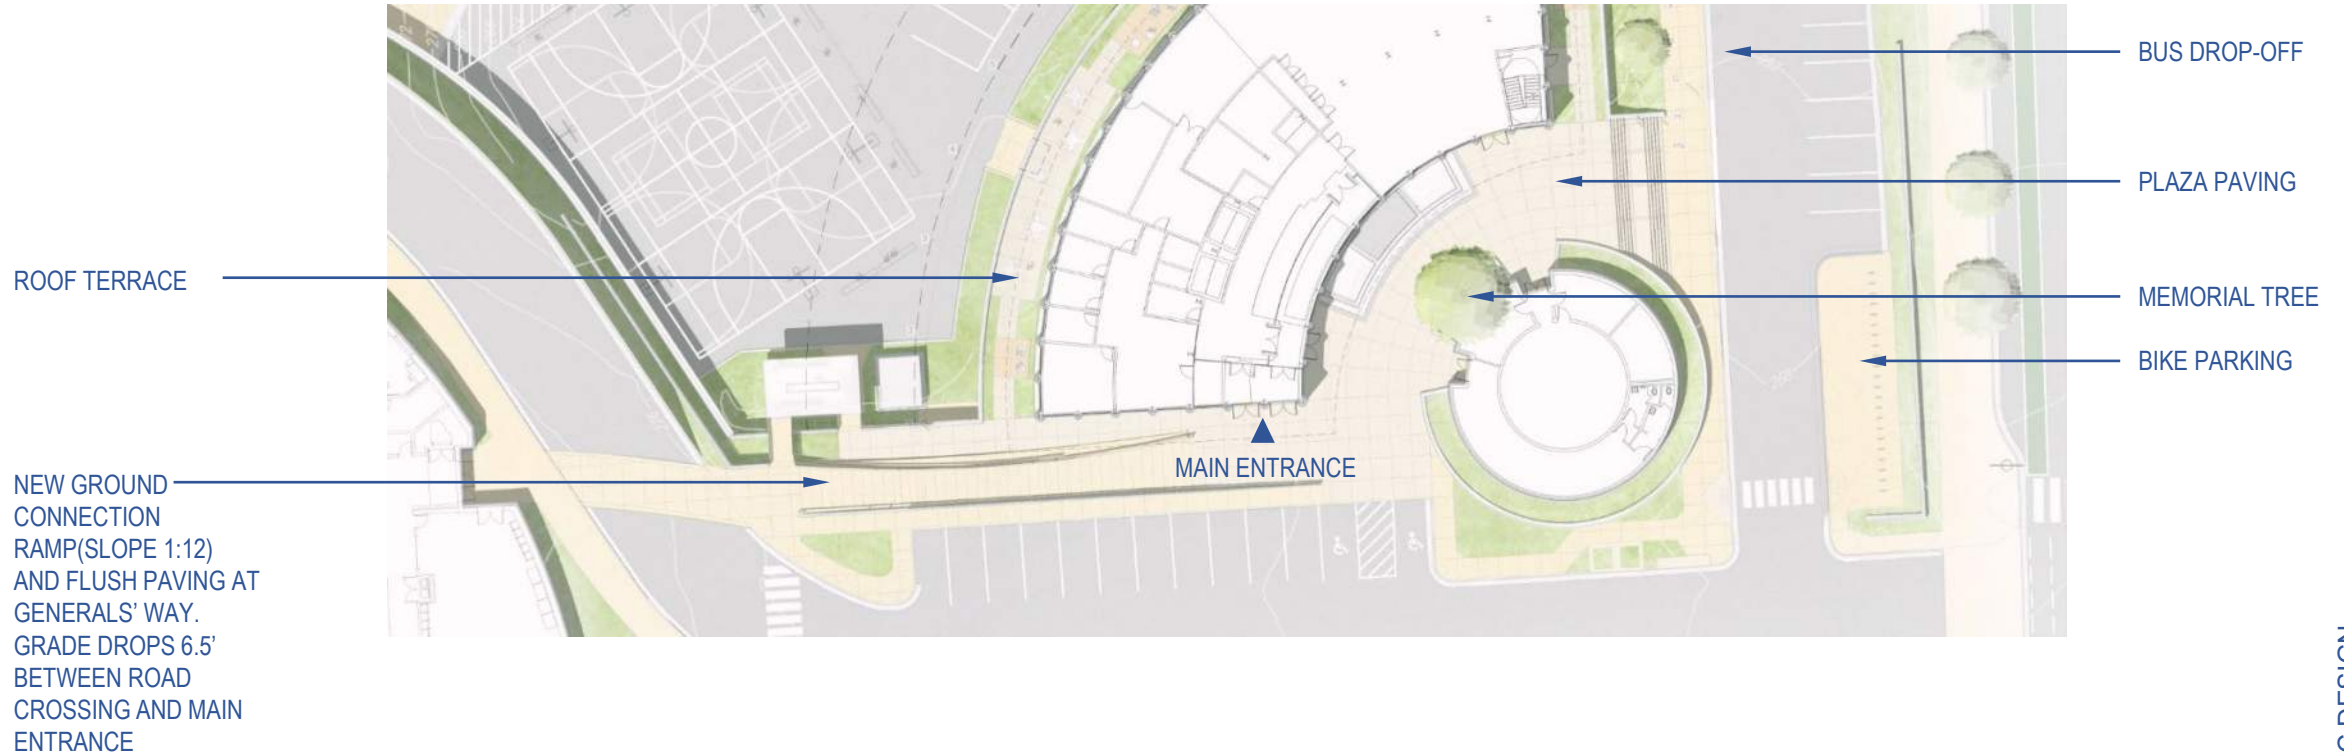 BUS DROP-OFF
PLAZA PAVING
ROOF TERRACE
MEMORIAL TREE
BIKE PARKING
MAIN ENTRANCE
NEW GROUND
CONNECTION
RAMP(SLOPE 1:12)
AND FLUSH PAVING AT
GENERALS’ WAY.
GRADE DROPS 6.5’
BETWEEN ROAD
CROSSING AND MAIN
ENTRANCE
DESIGN